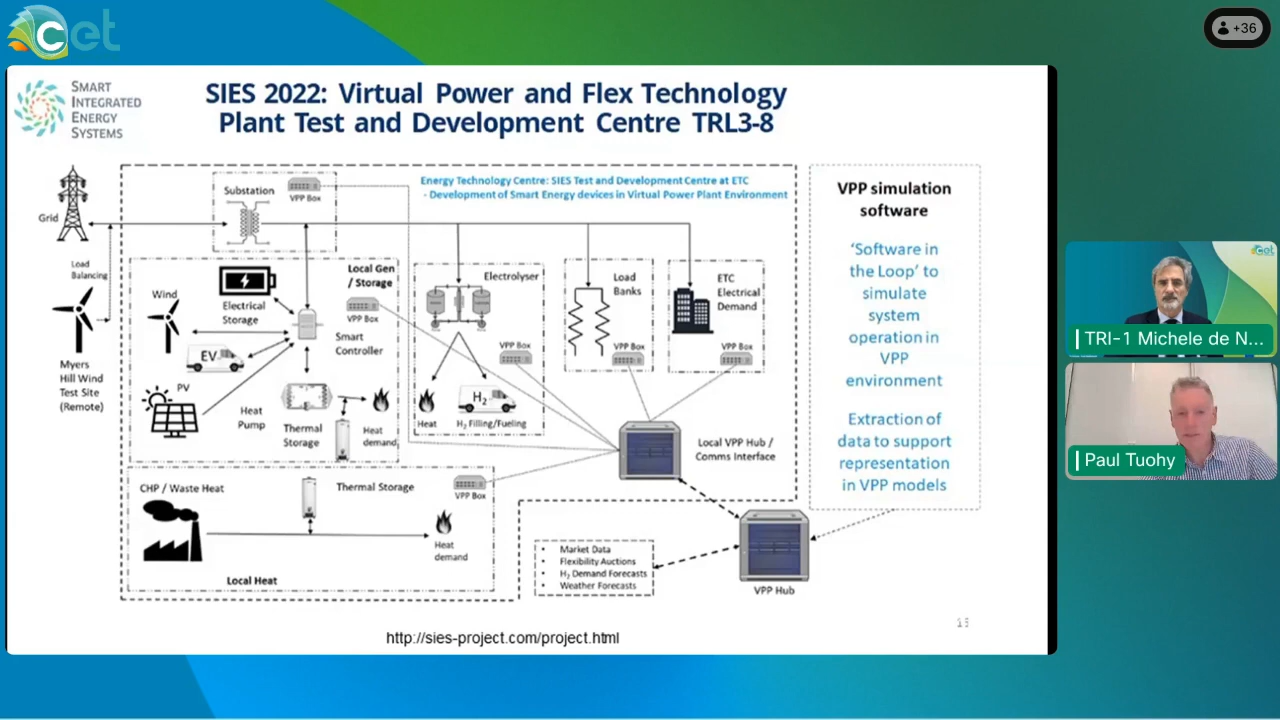 cet
+36
SMART
INTEGRATED
ENERGY
SYSTEMS
SIES 2022: Virtual Power and Flex Technology
Plant Test and Development Centre TRL3-8
Energy Technology Centre: SIES Test and Development Centre at ETC
- Development of Smart Energy devices in Virtual Power Plant Environment
Grid
Substation
VPP Box
Load
Balancing
Myers
Hill Wind
Test Site
(Remote)
Wind
Electrical
Storage
EV
PV
Heat
Pump
Thermal
Storage
Heat
demand
Local Gen
/ Storage
VPP Box
Smart
Controller
Electrolyser
VPP Box
Heat
H₂
H₂ Filling/Fueling
Load
Banks
VPP Box
ETC
Electrical
Demand
VPP Box
Local VPP Hub /
Comms Interface
CHP / Waste Heat
Thermal Storage
VPP Box
Heat
demand
Local Heat
Market Data
Flexibility Auctions
H₂ Demand Forecasts
Weather Forecasts
VPP Hub
VPP simulation
software
‘Software in
the Loop’ to
simulate
system
operation in
VPP
environment
Extraction of
data to support
representation
in VPP models
http://sies-project.com/project.html
cet
TRI-1 Michele de N...
Paul Tuohy